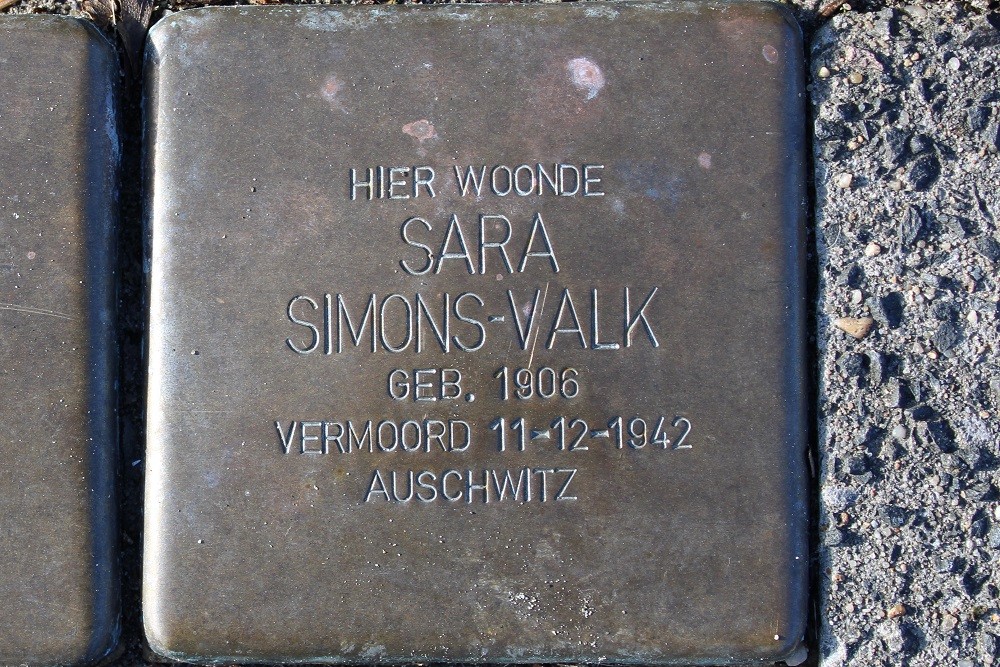 HIER WOONDE
SARA
SIMONS-VALK
GEB. 1906
VERMOORD 11-12-1942
AUSCHWITZ